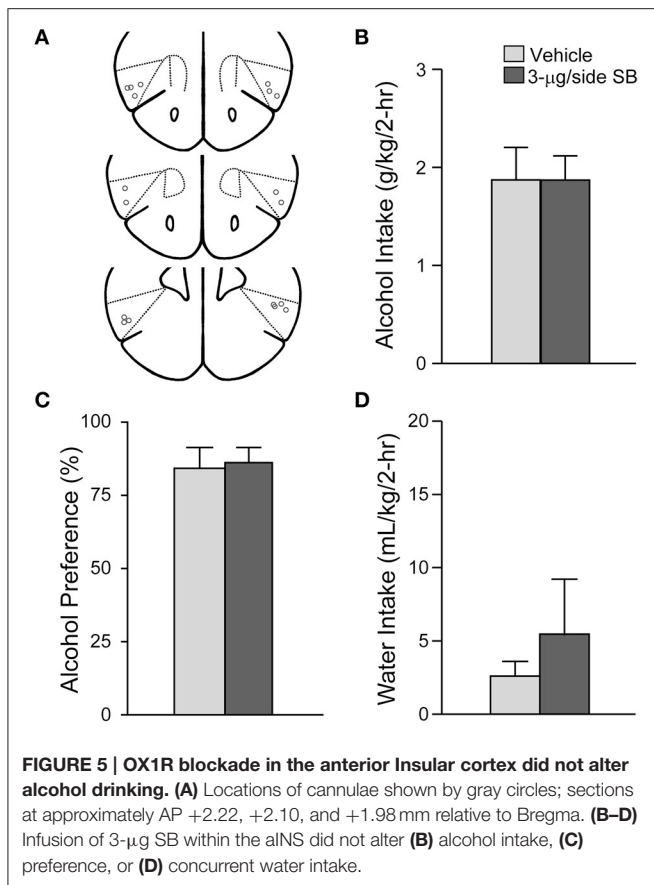 A
B
Alcohol Intake (g/kg/2-hr)
3
2
1
0
Vehicle
3-μg/side SB
C
Alcohol Preference (%)
100
75
50
25
0
D
Water Intake (mL/kg/2-hr)
20
15
10
5
0
FIGURE 5 | OX1R blockade in the anterior Insular cortex did not alter
alcohol drinking. (A) Locations of cannulae shown by gray circles; sections
at approximately AP +2.22, +2.10, and +1.98 mm relative to Bregma. (B–D)
Infusion of 3-μg SB within the aINS did not alter (B) alcohol intake, (C)
preference, or (D) concurrent water intake.